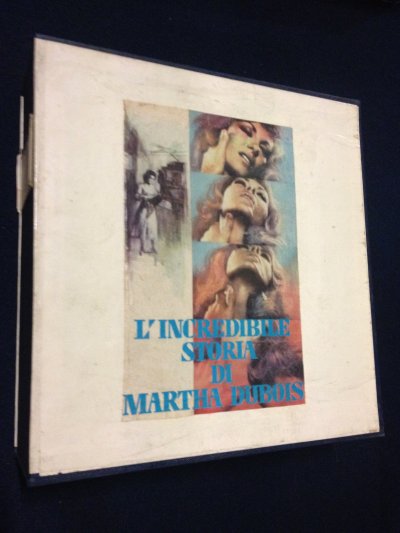 L'INCREDIBILE
STORIA
DI
MARTHA DUBOIS